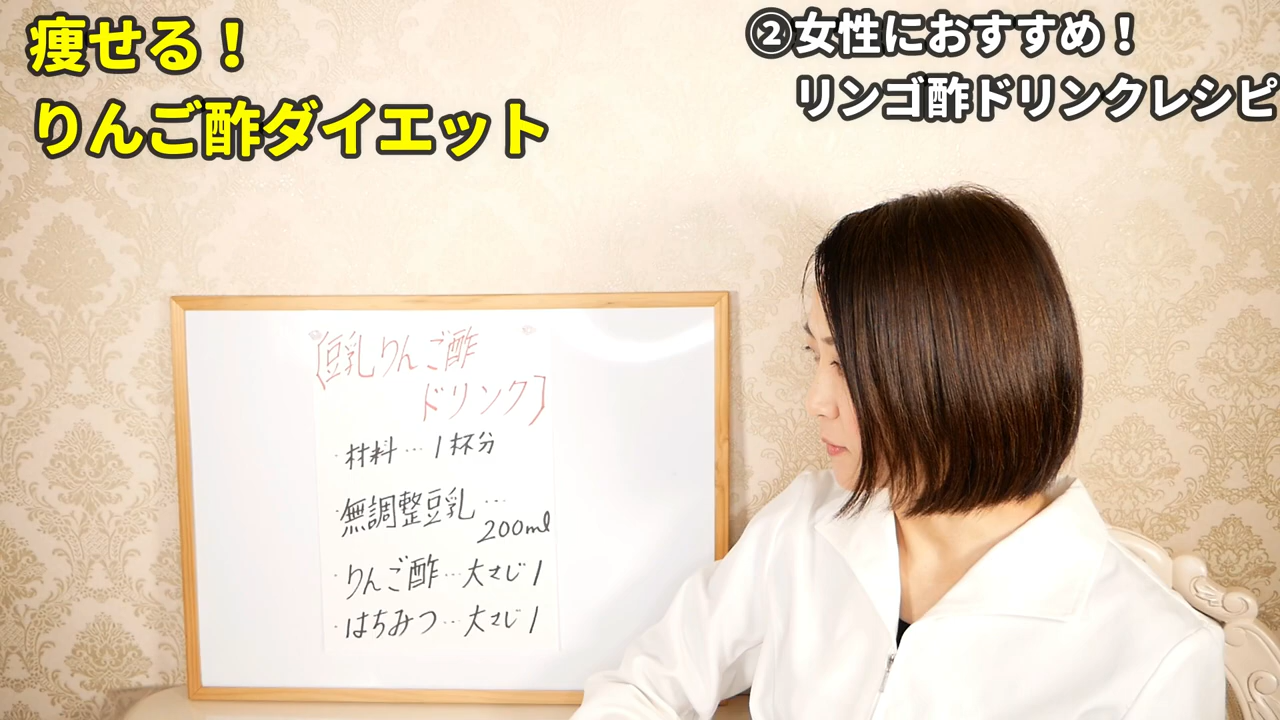 痩せる！
りんご酢ダイエット
②女性におすすめ！
リンゴ酢ドリンクレシピ
〔豆乳りんご酢
ドリンク〕
・材料…1杯分
・無調整豆乳…
200ml
・りんご酢…大さじ1
・はちみつ…大さじ1